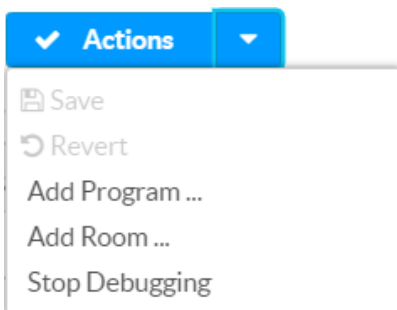 Actions
Save
Revert
Add Program ...
Add Room ...
Stop Debugging